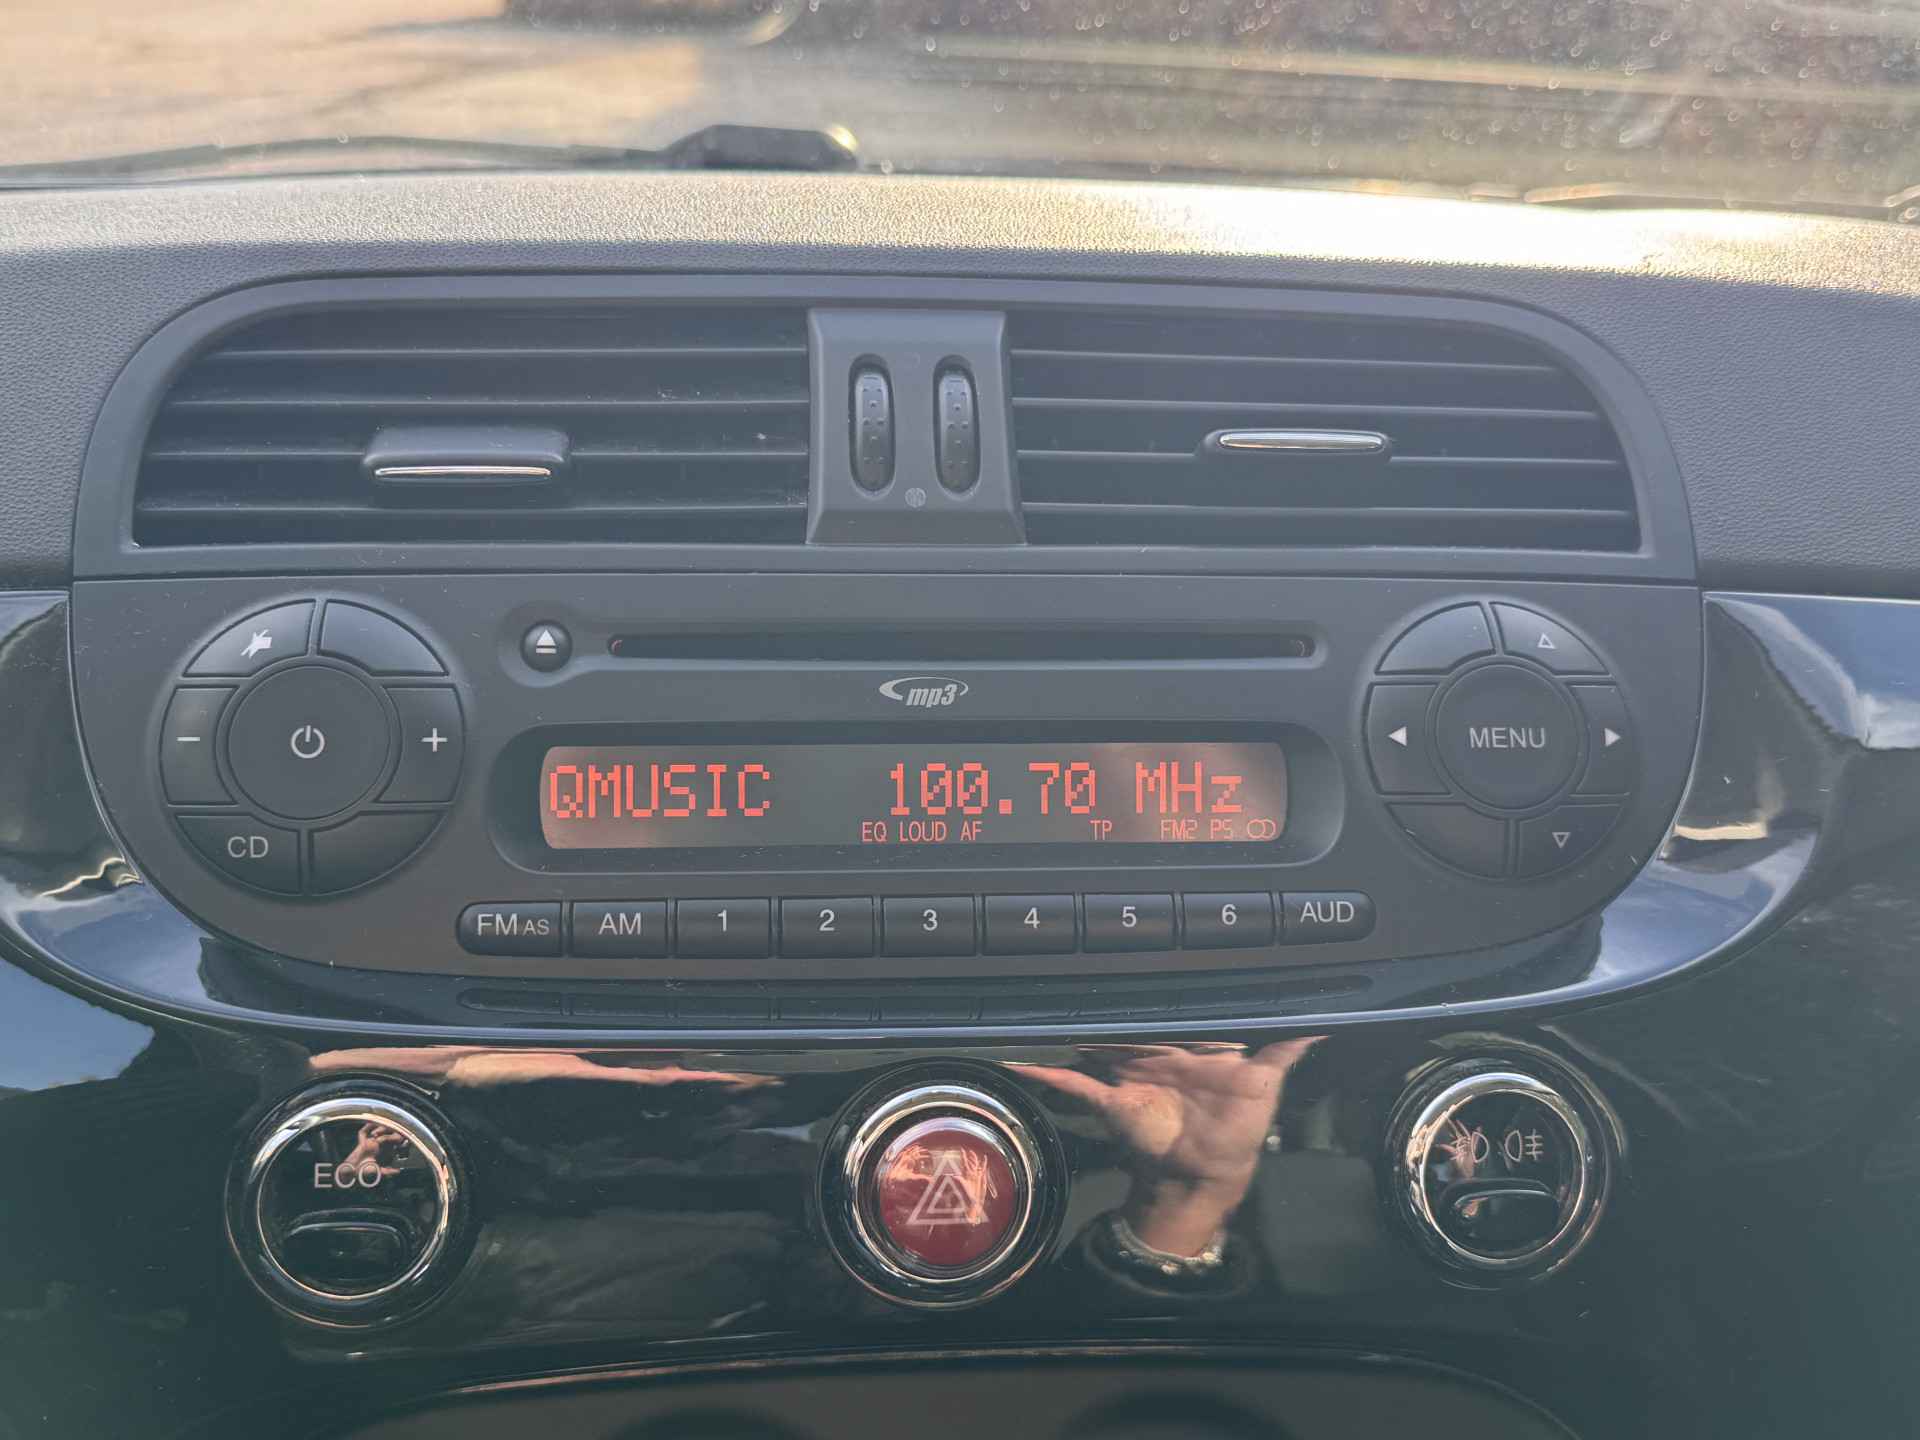 mp3
QMUSIC 100.70 MHz
EQ LOUD AF TP FM2 PS
MENU
CD
FM AS AM 1 2 3 4 5 6 AUD
ECO